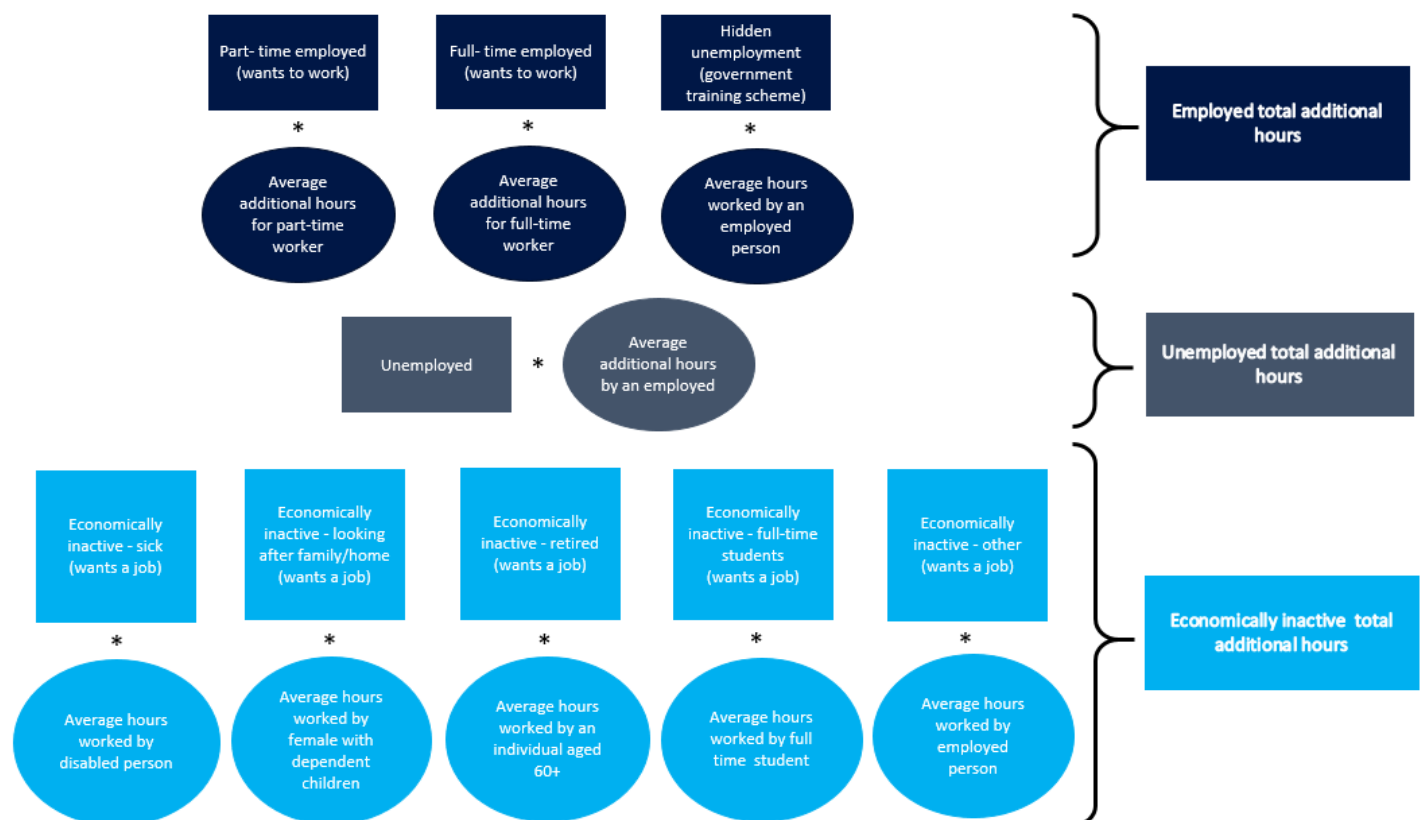 Part- time employed
(wants to work)
Full- time employed
(wants to work)
Hidden
unemployment
(government
training scheme)
*
*
*
Average
additional hours
for part-time
worker
Average
additional hours
for full-time
worker
Average hours
worked by an
employed
person
Employed total additional
hours
Unemployed
*
Average
additional hours
by an employed
Unemployed total additional
hours
Economically
inactive - sick
(wants a job)
Economically
inactive - looking
after family/home
(wants a job)
Economically
inactive - retired
(wants a job)
Economically
inactive - full-time
students
(wants a job)
Economically
inactive - other
(wants a job)
*
*
*
*
*
Average hours
worked by
disabled person
Average hours
worked by
female with
dependent
children
Average hours
worked by an
individual aged
60+
Average hours
worked by full
time  student
Average hours
worked by
employed
person
Economically inactive  total
additional hours